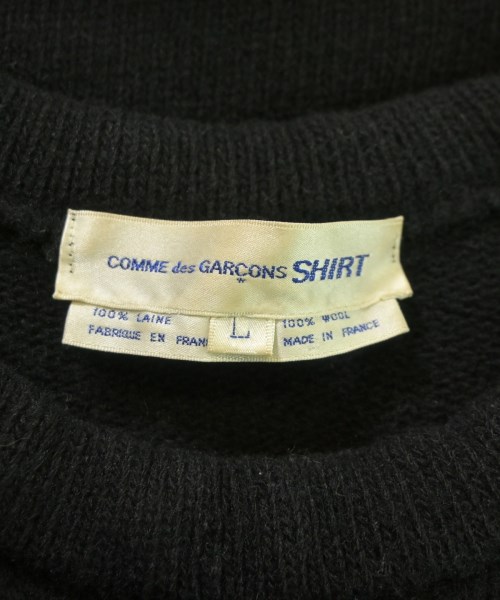 COMME des GARÇONS SHIRT
*
100% LAINE
FABRIQUE EN FRAN
L
100% WOOL
MADE IN FRANCE